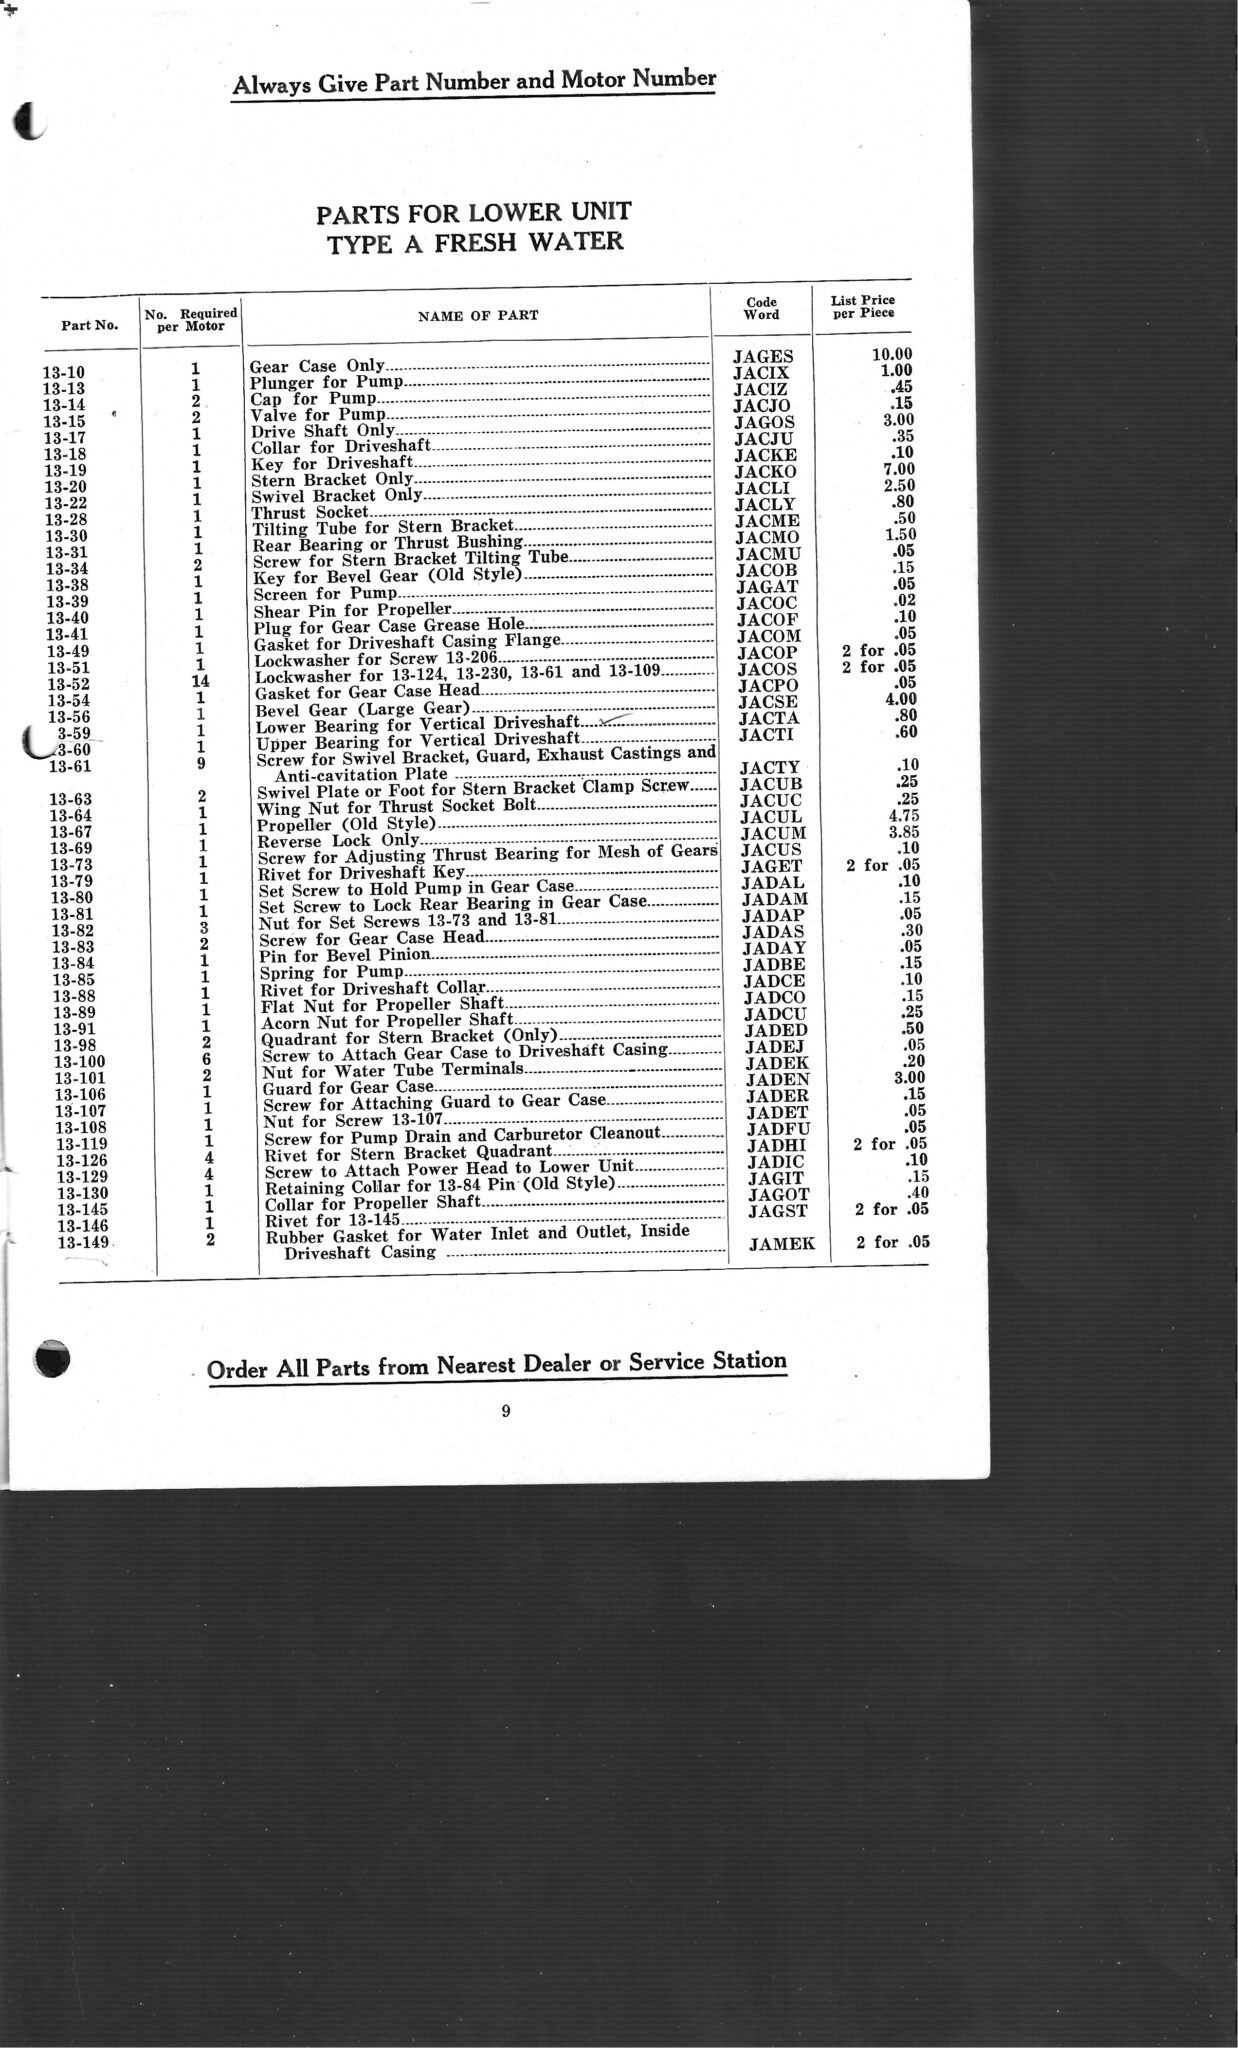 Always Give Part Number and Motor Number
PARTS FOR LOWER UNIT
TYPE A FRESH WATER
Part No. No. Required per Motor NAME OF PART Code Word List Price per Piece
13-10 1 Gear Case Only JAGES 10.00
13-13 1 Plunger for Pump JACIX 1.00
13-14 2 Cap for Pump JACIZ .45
13-15 2 Valve for Pump JACJO .15
13-17 1 Drive Shaft Only JAGOS 3.00
13-18 1 Collar for Driveshaft JACJU .35
13-19 1 Key for Driveshaft JACKE .10
13-20 1 Stern Bracket Only JACKO 7.00
13-22 1 Swivel Bracket Only JACLI 2.50
13-28 1 Thrust Socket JACLY .80
13-30 1 Tilting Tube for Stern Bracket JACME .50
13-31 1 Rear Bearing or Thrust Bushing JACMO 1.50
13-34 2 Screw for Stern Bracket Tilting Tube JACMU .05
13-38 1 Key for Bevel Gear (Old Style) JACOB .15
13-39 1 Screen for Pump JAGAT .05
13-40 1 Shear Pin for Propeller JACOC .02
13-41 1 Plug for Gear Case Grease Hole JACOF .10
13-49 1 Gasket for Driveshaft Casing Flange JACOM .05
13-51 1 Lockwasher for Screw 13-206 JACOP 2 for .05
13-52 14 Lockwasher for 13-124, 13-230, 13-61 and 13-109 JACOS 2 for .05
13-54 1 Gasket for Gear Case Head JACPO .05
13-56 1 Bevel Gear (Large Gear) JACSE 4.00
3-59 1 Lower Bearing for Vertical Driveshaft JACTA .80
3-60 1 Upper Bearing for Vertical Driveshaft JACTI .60
13-61 9 Screw for Swivel Bracket, Guard, Exhaust Castings and
Anti-cavitation Plate JACTY .10
13-63 2 Swivel Plate or Foot for Stern Bracket Clamp Screw JACUB .25
13-64 1 Wing Nut for Thrust Socket Bolt JACUC .25
13-67 1 Propeller (Old Style) JACUL 4.75
13-69 1 Reverse Lock Only JACUM 3.85
13-73 1 Screw for Adjusting Thrust Bearing for Mesh of Gears JACUS .10
13-79 1 Rivet for Driveshaft Key JAGET 2 for .05
13-80 1 Set Screw to Hold Pump in Gear Case JADAL .10
13-81 1 Set Screw to Lock Rear Bearing in Gear Case JADAM .15
13-82 3 Nut for Set Screws 13-73 and 13-81 JADAP .05
13-83 2 Screw for Gear Case Head JADAS .30
13-84 1 Pin for Bevel Pinion JADAY .05
13-85 1 Spring for Pump JADBE .15
13-88 1 Rivet for Driveshaft Collar JADCE .10
13-89 1 Flat Nut for Propeller Shaft JADCO .15
13-91 1 Acorn Nut for Propeller Shaft JADCU .25
13-98 2 Quadrant for Stern Bracket (Only) JADED .50
13-100 6 Screw to Attach Gear Case to Driveshaft Casing JADEJ .05
13-101 2 Nut for Water Tube Terminals JADEK .20
13-106 1 Guard for Gear Case JADEN 3.00
13-107 1 Screw for Attaching Guard to Gear Case JADER .15
13-108 1 Nut for Screw 13-107 JADET .05
13-119 1 Screw for Pump Drain and Carburetor Cleanout JADFU .05
13-126 4 Rivet for Stern Bracket Quadrant JADHI 2 for .05
13-129 4 Screw to Attach Power Head to Lower Unit JADIC .10
13-130 1 Retaining Collar for 13-84 Pin (Old Style) JAGIT .15
13-145 1 Collar for Propeller Shaft JAGOT .40
13-146 1 Rivet for 13-145 JAGST 2 for .05
13-149 2 Rubber Gasket for Water Inlet and Outlet, Inside
Driveshaft Casing JAMEK 2 for .05
Order All Parts from Nearest Dealer or Service Station
9